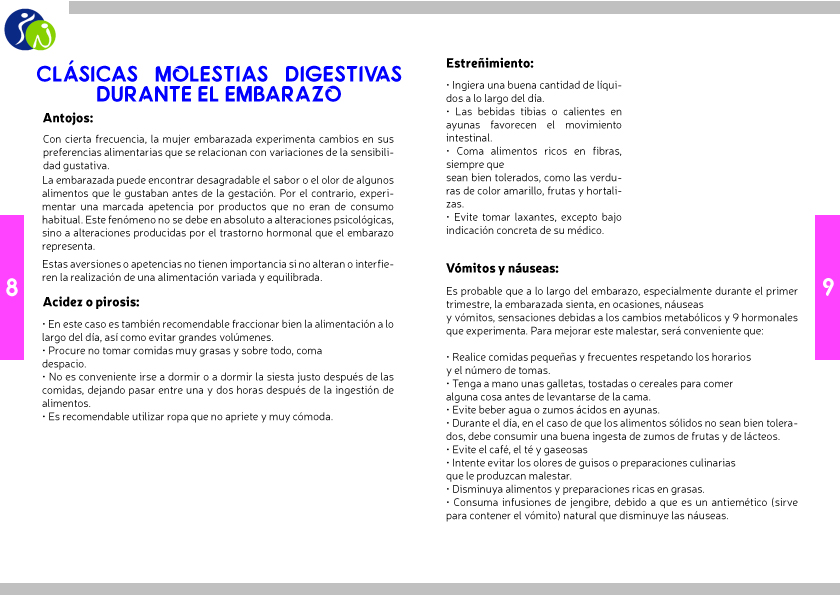 CLÁSICAS MOLESTIAS DIGESTIVAS
DURANTE EL EMBARAZO
Antojos:
Con cierta frecuencia, la mujer embarazada experimenta cambios en sus
preferencias alimentarias que se relacionan con variaciones de la sensibili-
dad gustativa.
La embarazada puede encontrar desagradable el sabor o el olor de algunos
alimentos que le gustaban antes de la gestación. Por el contrario, experi-
mentar una marcada apetencia por productos que no eran de consumo
habitual. Este fenómeno no se debe en absoluto a alteraciones psicológicas,
sino a alteraciones producidas por el trastorno hormonal que el embarazo
representa.
Estas aversiones o apetencias no tienen importancia si no alteran o interfie-
ren la realización de una alimentación variada y equilibrada.
Acidez o pirosis:
• En este caso es también recomendable fraccionar bien la alimentación a lo
largo del día, así como evitar grandes volúmenes.
• Procure no tomar comidas muy grasas y sobre todo, coma
despacio.
• No es conveniente irse a dormir o a dormir la siesta justo después de las
comidas, dejando pasar entre una y dos horas después de la ingestión de
alimentos.
• Es recomendable utilizar ropa que no apriete y muy cómoda.
8
Estreñimiento:
• Ingiera una buena cantidad de líqui-
dos a lo largo del día.
• Las bebidas tibias o calientes en
ayunas favorecen el movimiento
intestinal.
• Coma alimentos ricos en fibras,
siempre que
sean bien tolerados, como las verdu-
ras de color amarillo, frutas y hortali-
zas.
• Evite tomar laxantes, excepto bajo
indicación concreta de su médico.
Vómitos y náuseas:
Es probable que a lo largo del embarazo, especialmente durante el primer
trimestre, la embarazada sienta, en ocasiones, náuseas
y vómitos, sensaciones debidas a los cambios metabólicos y 9 hormonales
que experimenta. Para mejorar este malestar, será conveniente que:
• Realice comidas pequeñas y frecuentes respetando los horarios
y el número de tomas.
• Tenga a mano unas galletas, tostadas o cereales para comer
alguna cosa antes de levantarse de la cama.
• Evite beber agua o zumos ácidos en ayunas.
• Durante el día, en el caso de que los alimentos sólidos no sean bien tolera-
dos, debe consumir una buena ingesta de zumos de frutas y de lácteos.
• Evite el café, el té y gaseosas
• Intente evitar los olores de guisos o preparaciones culinarias
que le produzcan malestar.
• Disminuya alimentos y preparaciones ricas en grasas.
• Consuma infusiones de jengibre, debido a que es un antiemético (sirve
para contener el vómito) natural que disminuye las náuseas.
9